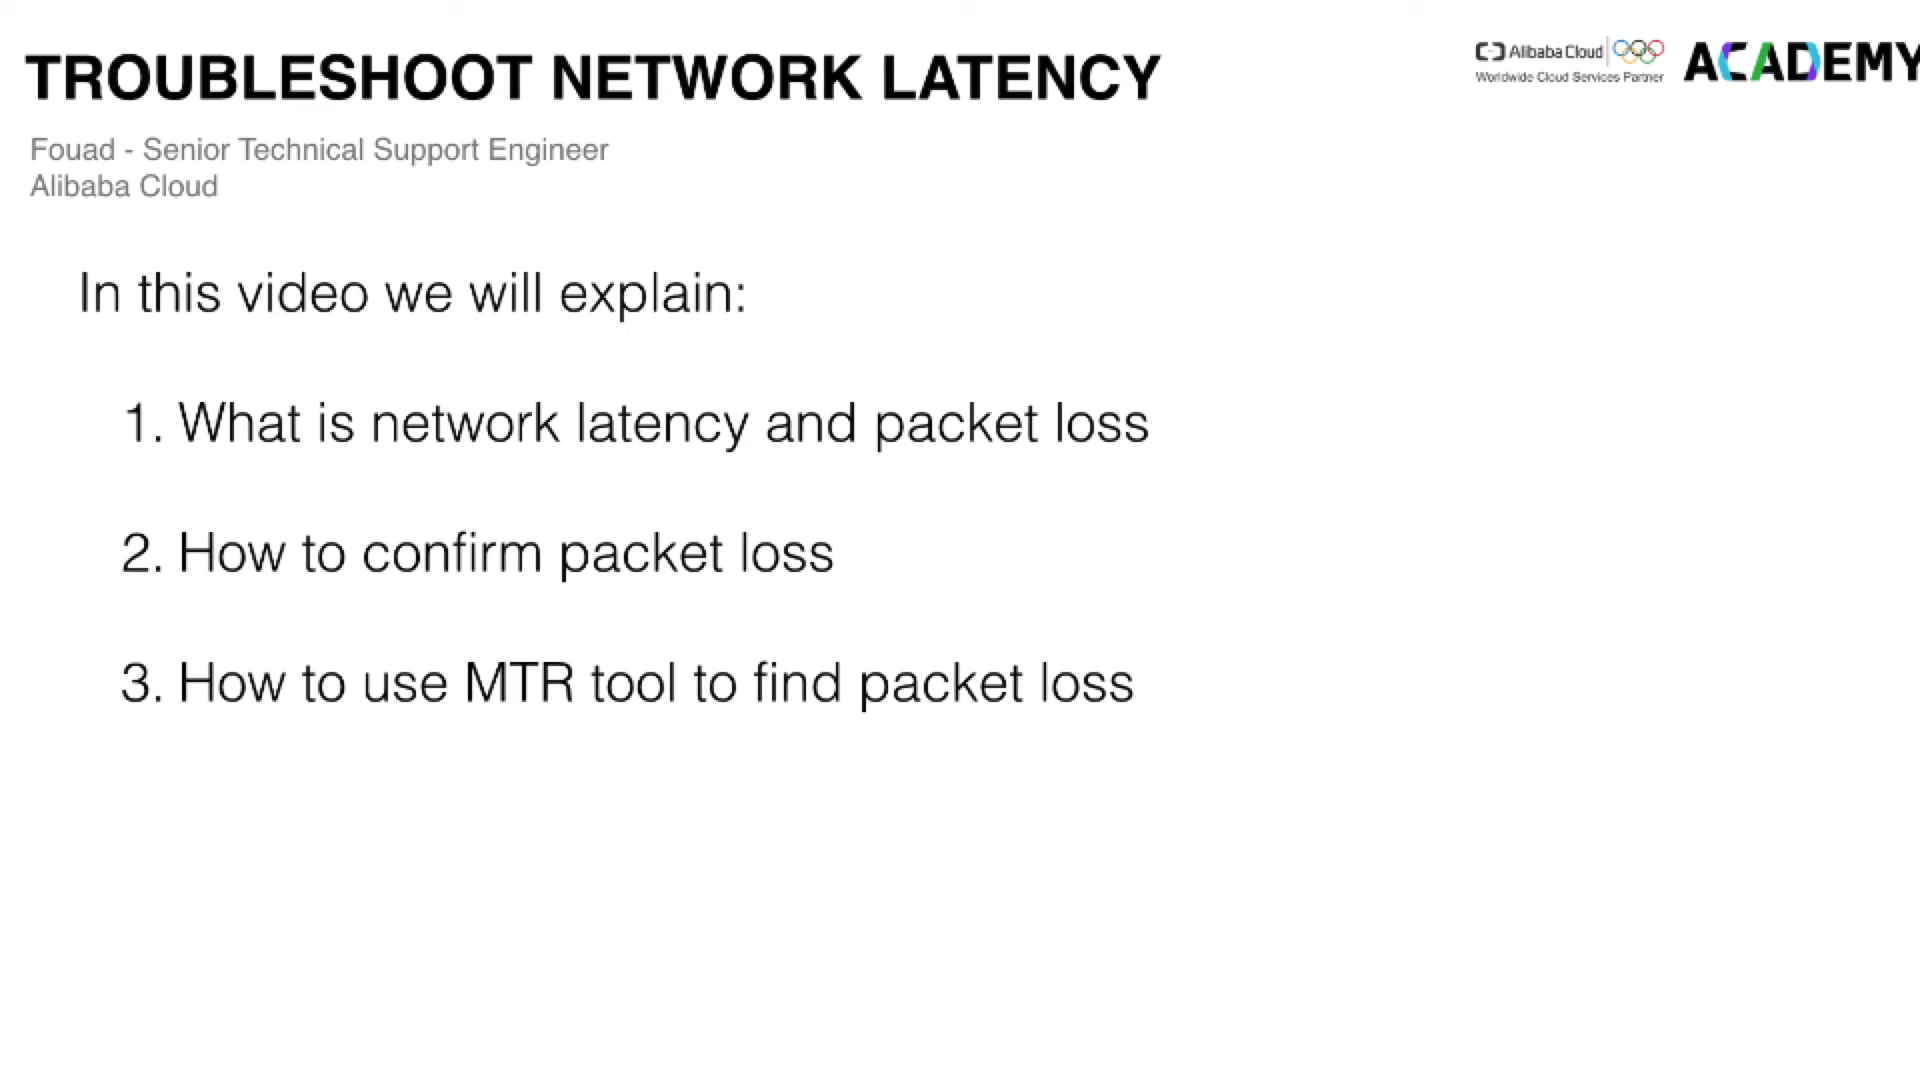 TROUBLESHOOT NETWORK LATENCY
Alibaba Cloud
Worldwide Cloud Services Partner
ACADEMY
Fouad - Senior Technical Support Engineer
Alibaba Cloud
In this video we will explain:
1. What is network latency and packet loss
2. How to confirm packet loss
3. How to use MTR tool to find packet loss